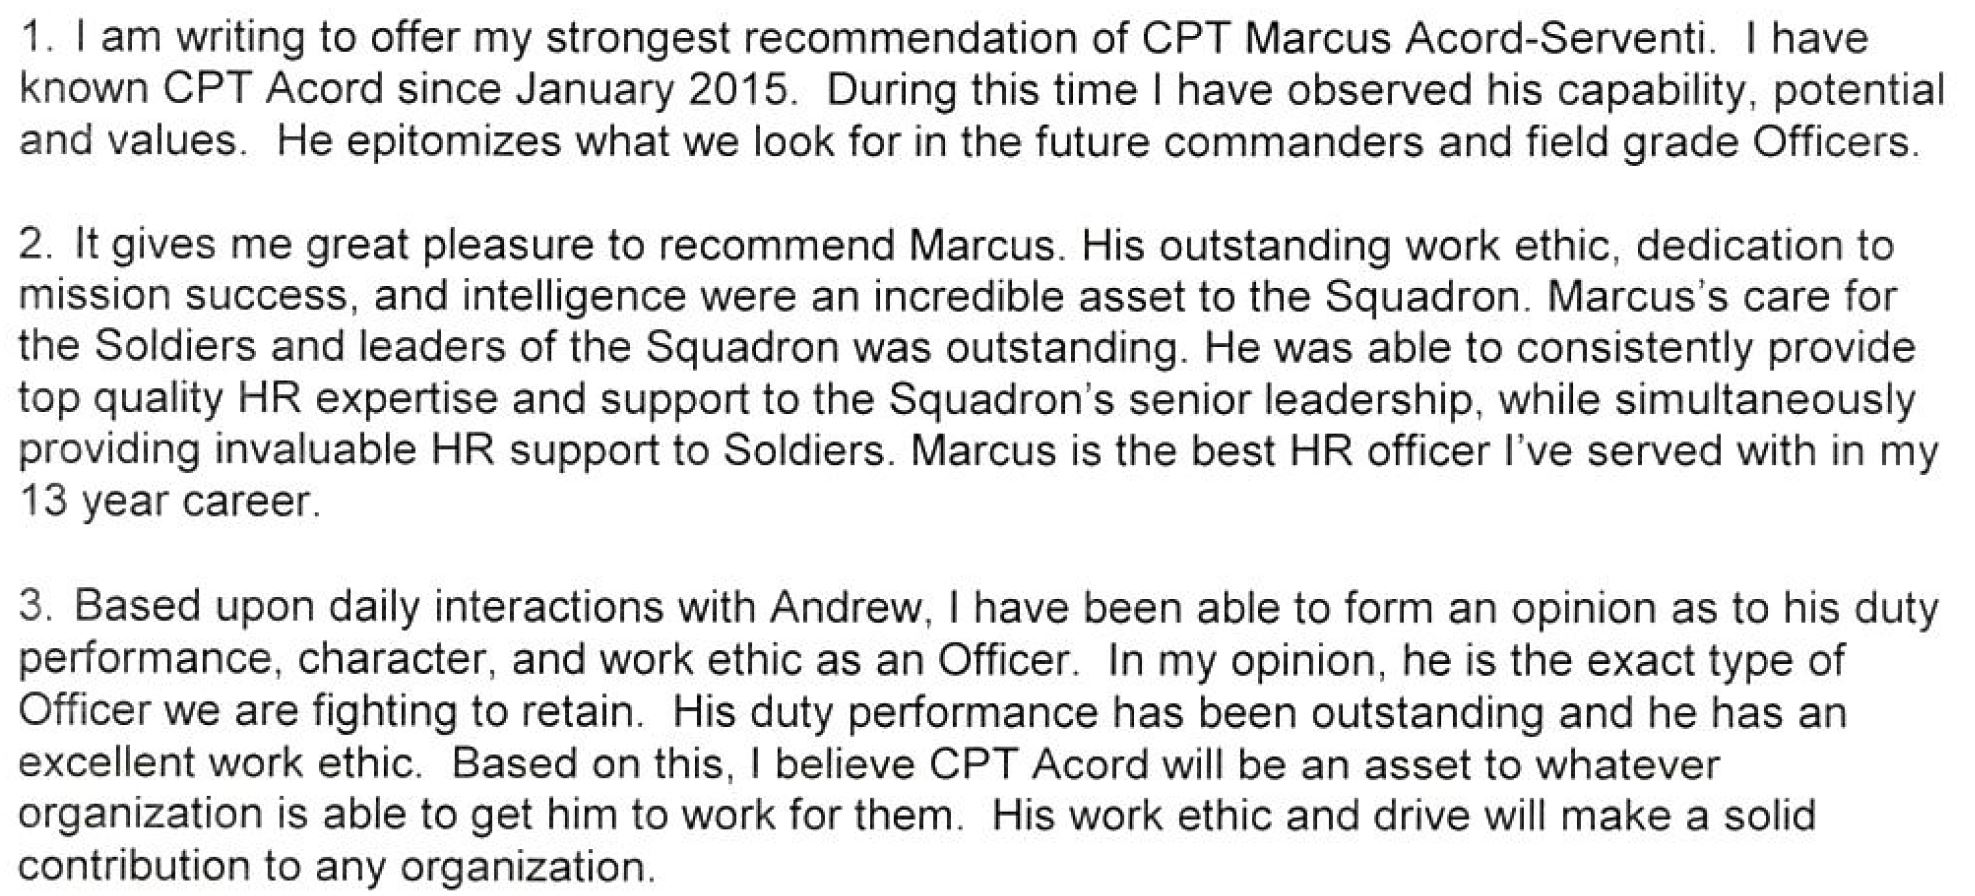 1. I am writing to offer my strongest recommendation of CPT Marcus Acord-Serventi. I have
known CPT Acord since January 2015. During this time I have observed his capability, potential
and values. He epitomizes what we look for in the future commanders and field grade Officers.
2. It gives me great pleasure to recommend Marcus. His outstanding work ethic, dedication to
mission success, and intelligence were an incredible asset to the Squadron. Marcus's care for
the Soldiers and leaders of the Squadron was outstanding. He was able to consistently provide
top quality HR expertise and support to the Squadron's senior leadership, while simultaneously
providing invaluable HR support to Soldiers. Marcus is the best HR officer I've served with in my
13 year career.
3. Based upon daily interactions with Andrew, I have been able to form an opinion as to his duty
performance, character, and work ethic as an Officer. In my opinion, he is the exact type of
Officer we are fighting to retain. His duty performance has been outstanding and he has an
excellent work ethic. Based on this, I believe CPT Acord will be an asset to whatever
organization is able to get him to work for them. His work ethic and drive will make a solid
contribution to any organization.